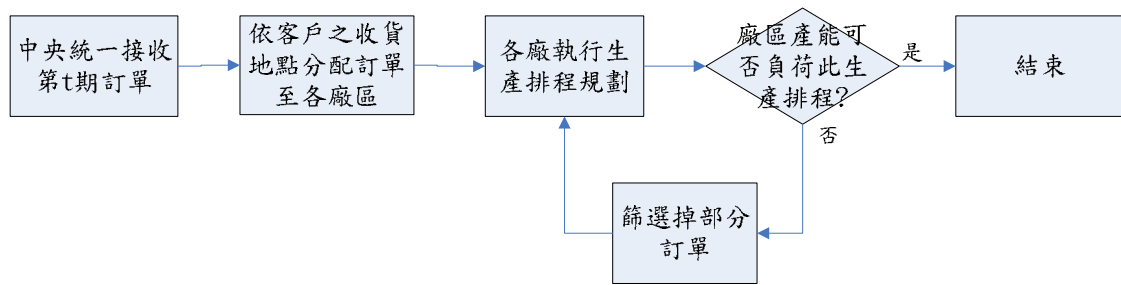 中央統一接收
第t期訂單
依客戶之收貨
地點分配訂單
至各廠區
各廠執行生
產排程規劃
廠區產能可
否負荷此生
產排程?
是
結束
否
篩選掉部分
訂單